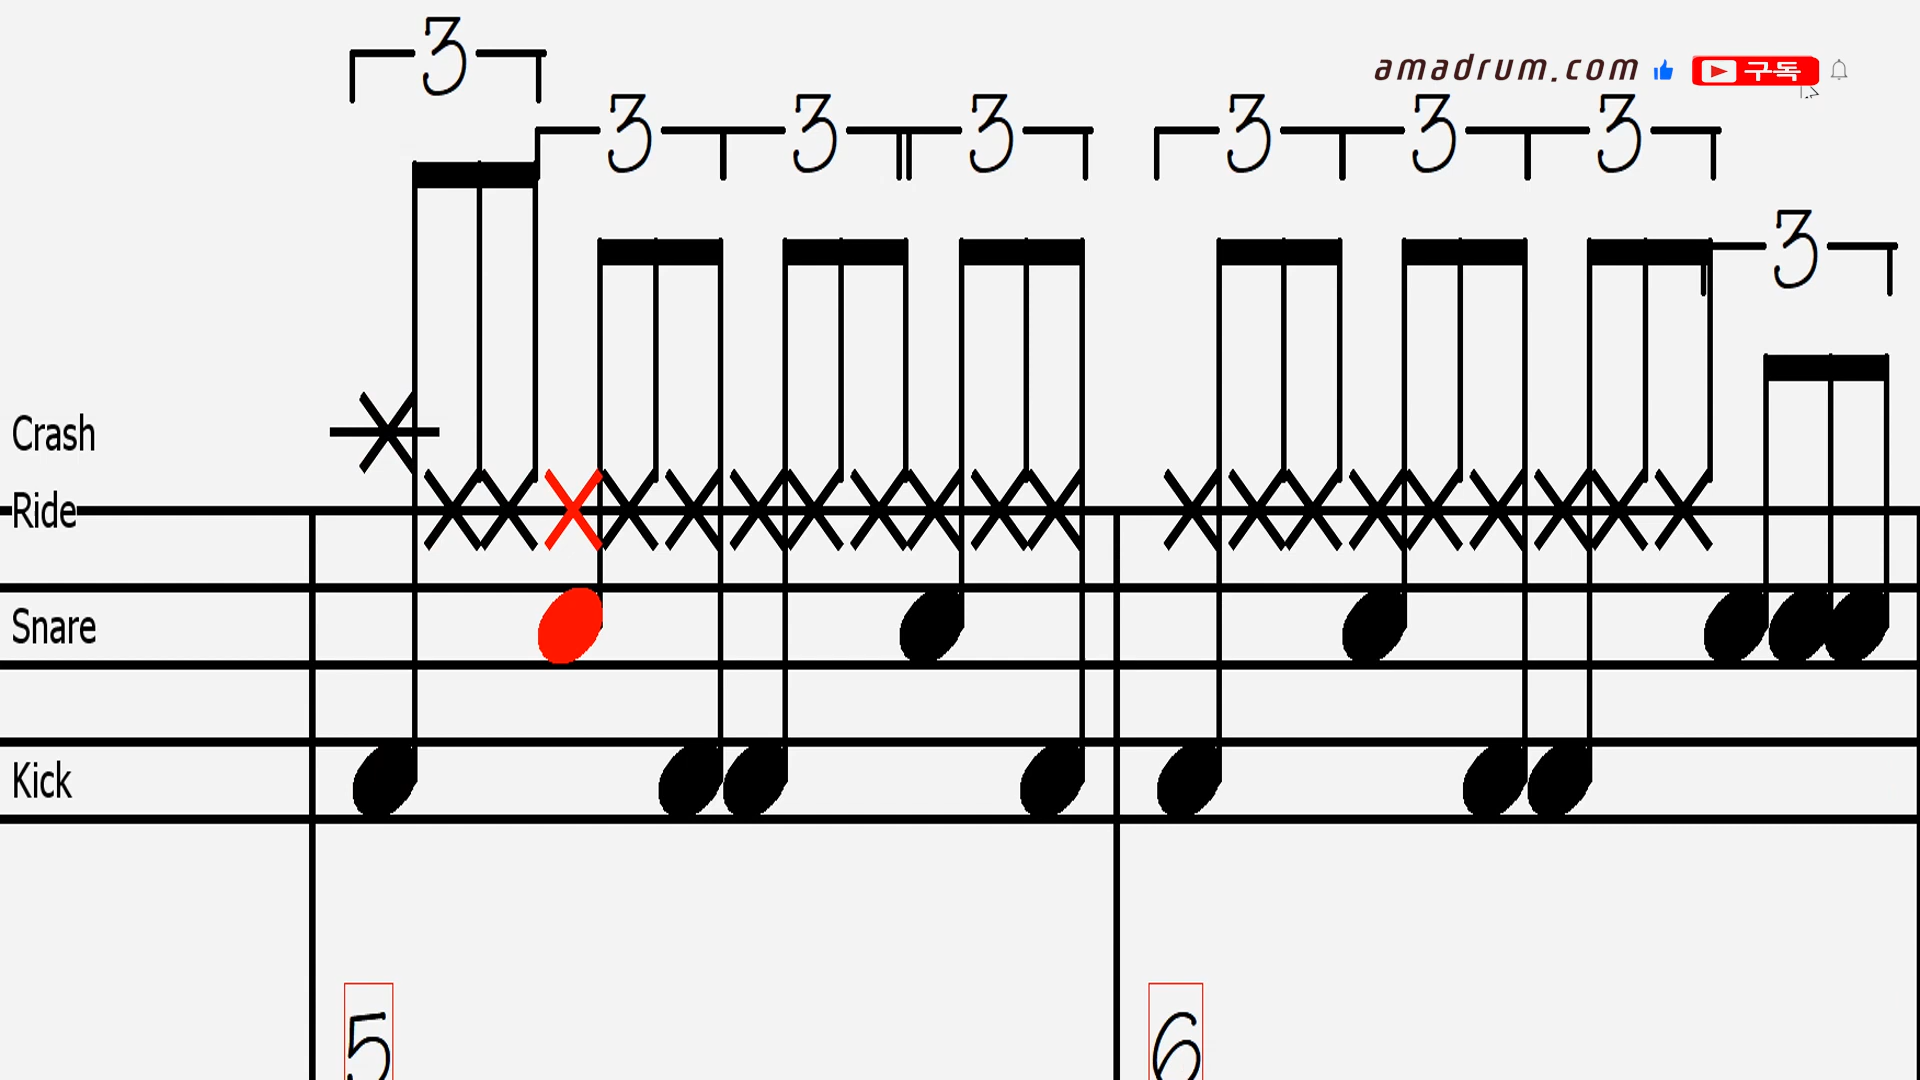 3
amadrum.com 구독
3 3 3 3 3 3
3
Crash
Ride
Snare
Kick
5 6